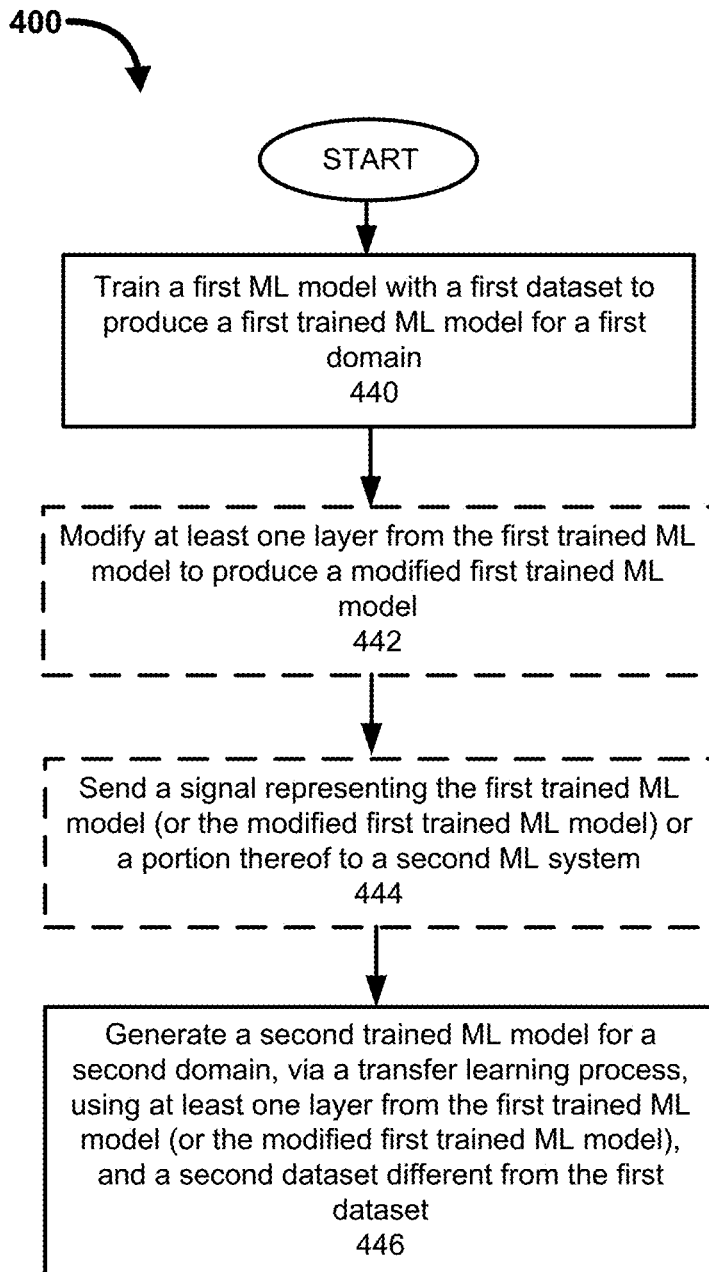 400
START
Train a first ML model with a first dataset to
produce a first trained ML model for a first
domain
440
Modify at least one layer from the first trained ML
model to produce a modified first trained ML
model
442
Send a signal representing the first trained ML
model (or the modified first trained ML model) or
a portion thereof to a second ML system
444
Generate a second trained ML model for a
second domain, via a transfer learning process,
using at least one layer from the first trained ML
model (or the modified first trained ML model),
and a second dataset different from the first
dataset
446